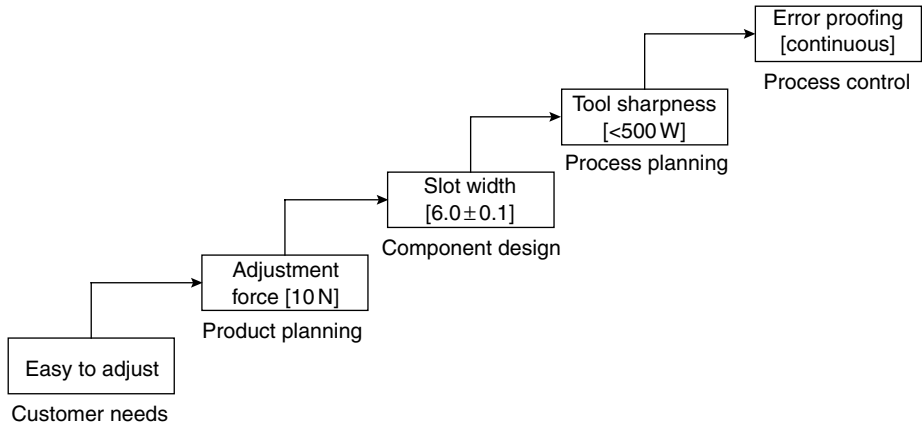 Error proofing
[continuous]
Process control
Tool sharpness
[<500 W]
Process planning
Slot width
[6.0 ± 0.1]
Component design
Adjustment
force [10 N]
Product planning
Easy to adjust
Customer needs